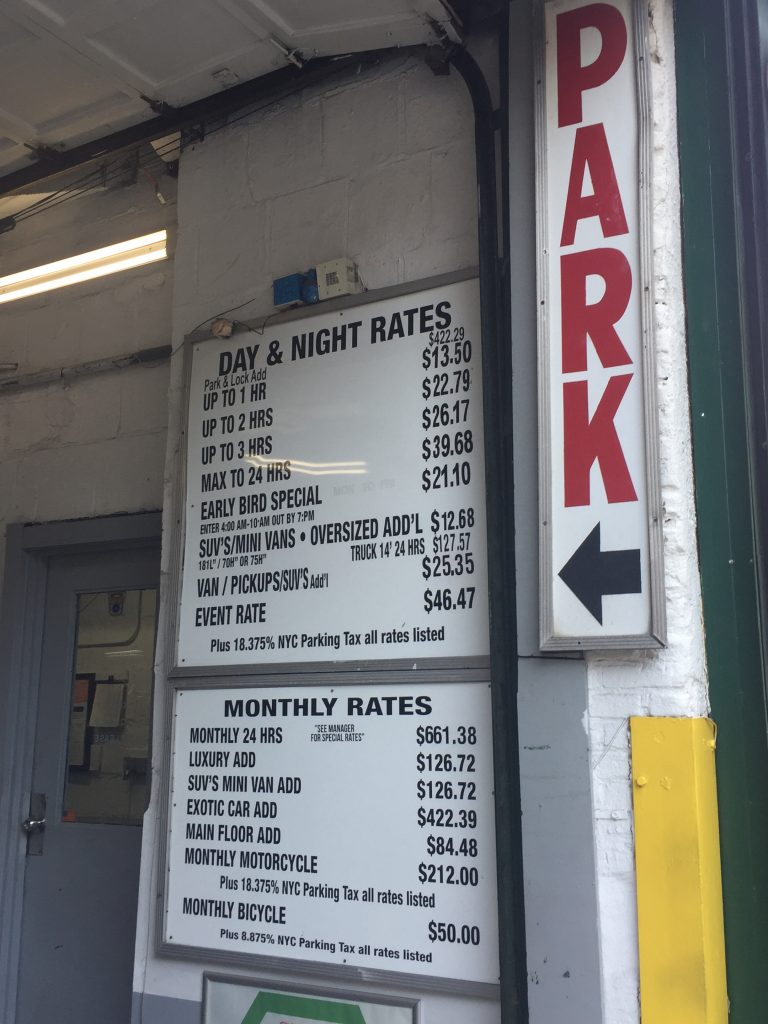 PARK
DAY & NIGHT RATES
Park & Lock Add $422.29
UP TO 1 HR $13.50
UP TO 2 HRS $22.79
UP TO 3 HRS $26.17
MAX TO 24 HRS $39.68
EARLY BIRD SPECIAL $21.10
ENTER 4:00 AM-10-AM OUT BY 7:PM
SUV'S/MINI VANS • OVERSIZED ADD'L $12.68
181L" / 70H" OR 75H" TRUCK 14' 24 HRS $127.57
VAN / PICKUPS/SUV'S Add'l $25.35
EVENT RATE $46.47
Plus 18.375% NYC Parking Tax all rates listed
MONTHLY RATES
MONTHLY 24 HRS "SEE MANAGER FOR SPECIAL RATES" $661.38
LUXURY ADD $126.72
SUV'S MINI VAN ADD $126.72
EXOTIC CAR ADD $422.39
MAIN FLOOR ADD $84.48
MONTHLY MOTORCYCLE $212.00
Plus 18.375% NYC Parking Tax all rates listed
MONTHLY BICYCLE $50.00
Plus 8.875% NYC Parking Tax all rates listed